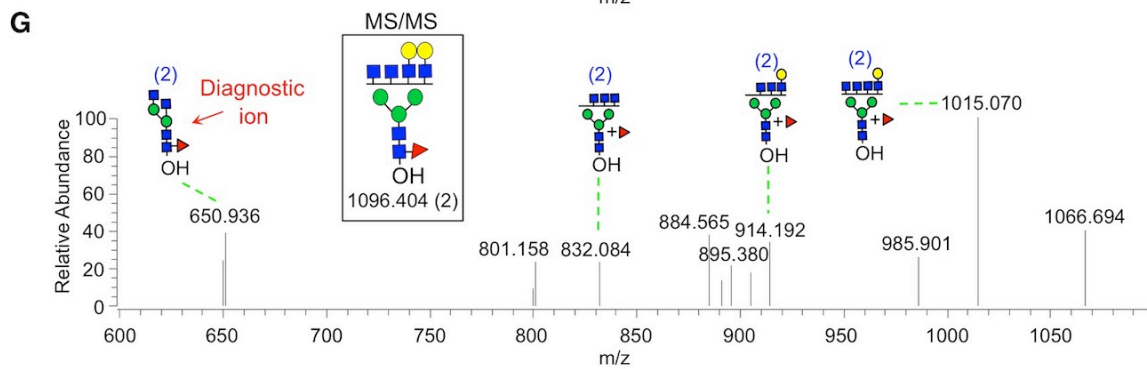 m/z
G
MS/MS
(2)
Diagnostic
ion
OH
OH
1096.404 (2)
(2)
+
OH
(2)
+
OH
(2)
+
OH
1015.070
Relative Abundance
100
80
60
40
20
0
650.936
801.158
832.084
884.565
914.192
895.380
985.901
1066.694
600
650
700
750
800
850
900
950
1000
1050
m/z